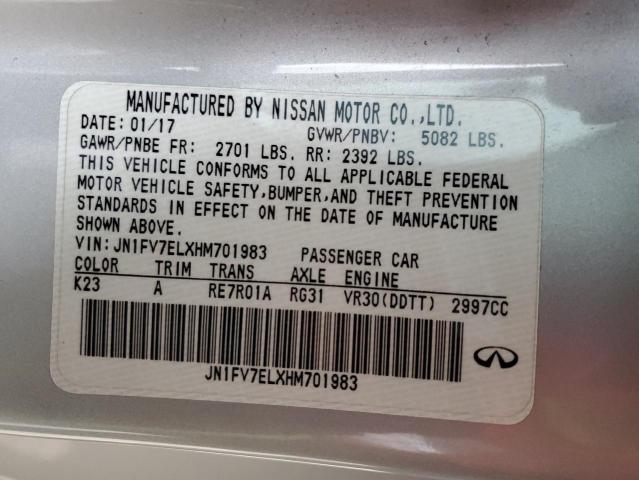 MANUFACTURED BY NISSAN MOTOR CO.,LTD.
DATE: 01/17 GVWR/PNBV: 5082 LBS.
GAWR/PNBE FR: 2701 LBS. RR: 2392 LBS.
THIS VEHICLE CONFORMS TO ALL APPLICABLE FEDERAL
MOTOR VEHICLE SAFETY,BUMPER,AND THEFT PREVENTION
STANDARDS IN EFFECT ON THE DATE OF MANUFACTURE
SHOWN ABOVE.
VIN:JN1FV7ELXHM701983 PASSENGER CAR
COLOR TRIM TRANS AXLE ENGINE
K23 A RE7R01A RG31 VR30(DDTT) 2997CC
JN1FV7ELXHM701983